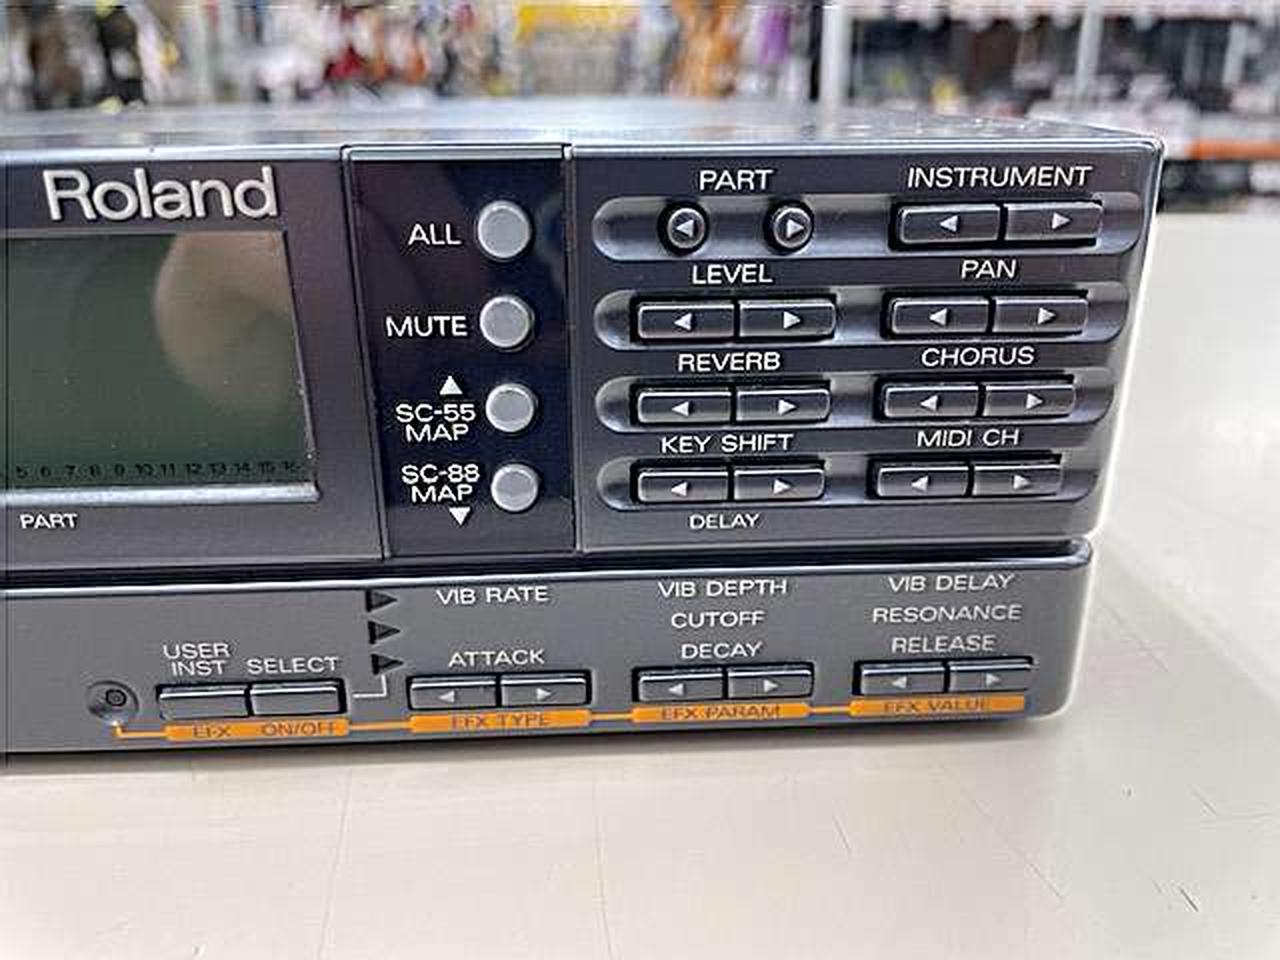 Roland
5 6 7 8 9 10 11 12 13 14 15 16
PART
ALL
MUTE
SC-55
MAP
SC-88
MAP
PART INSTRUMENT
LEVEL PAN
REVERB CHORUS
KEY SHIFT MIDI CH
DELAY
VIB RATE VIB DEPTH VIB DELAY
CUTOFF RESONANCE
USER
INST SELECT ATTACK DECAY RELEASE
EFX ON/OFF EFX TYPE EFX PARAM EFX VALUE